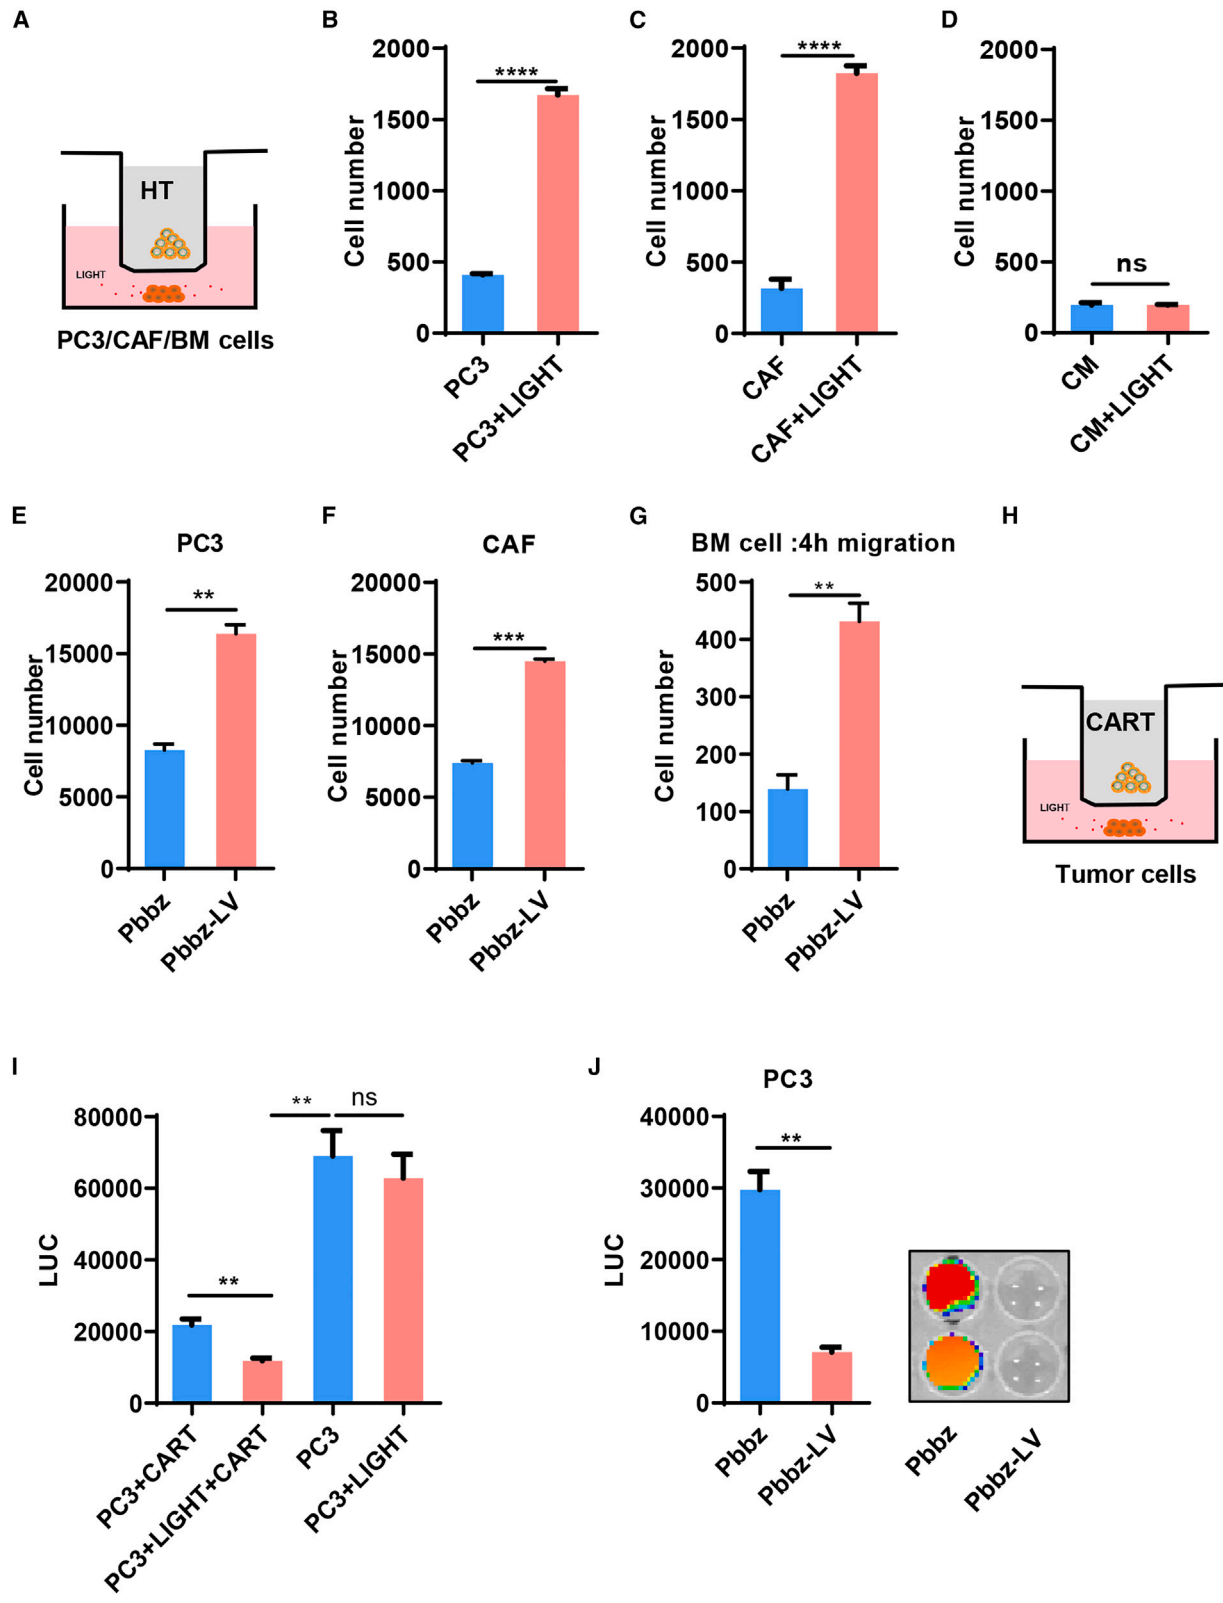 A
HT
LIGHT
PC3/CAF/BM cells
B
Cell number
2000
1500
1000
500
0
****
PC3
PC3+LIGHT
C
Cell number
2000
1500
1000
500
0
****
CAF
CAF+LIGHT
D
Cell number
2000
1500
1000
500
0
ns
CM
CM+LIGHT
E
PC3
Cell number
20000
15000
10000
5000
0
**
Pbbz
Pbbz-LV
F
CAF
Cell number
20000
15000
10000
5000
0
***
Pbbz
Pbbz-LV
G
BM cell :4h migration
Cell number
500
400
300
200
100
0
**
Pbbz
Pbbz-LV
H
CART
LIGHT
Tumor cells
I
LUC
80000
60000
40000
20000
0
**
**
ns
PC3+CART
PC3+LIGHT+CART
PC3
PC3+LIGHT
J
PC3
LUC
40000
30000
20000
10000
0
**
Pbbz
Pbbz-LV
Pbbz
Pbbz-LV